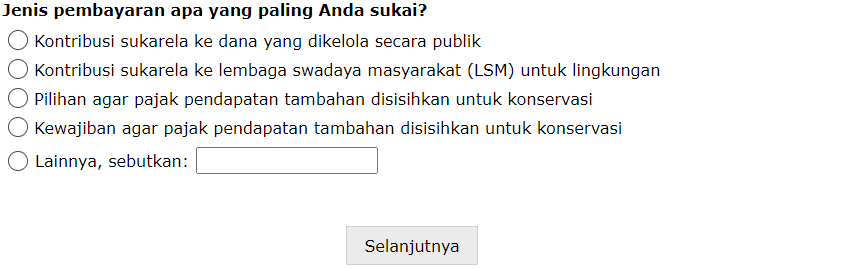 Jenis pembayaran apa yang paling Anda sukai?
Kontribusi sukarela ke dana yang dikelola secara publik
Kontribusi sukarela ke lembaga swadaya masyarakat (LSM) untuk lingkungan
Pilihan agar pajak pendapatan tambahan disisihkan untuk konservasi
Kewajiban agar pajak pendapatan tambahan disisihkan untuk konservasi
Lainnya, sebutkan:
Selanjutnya